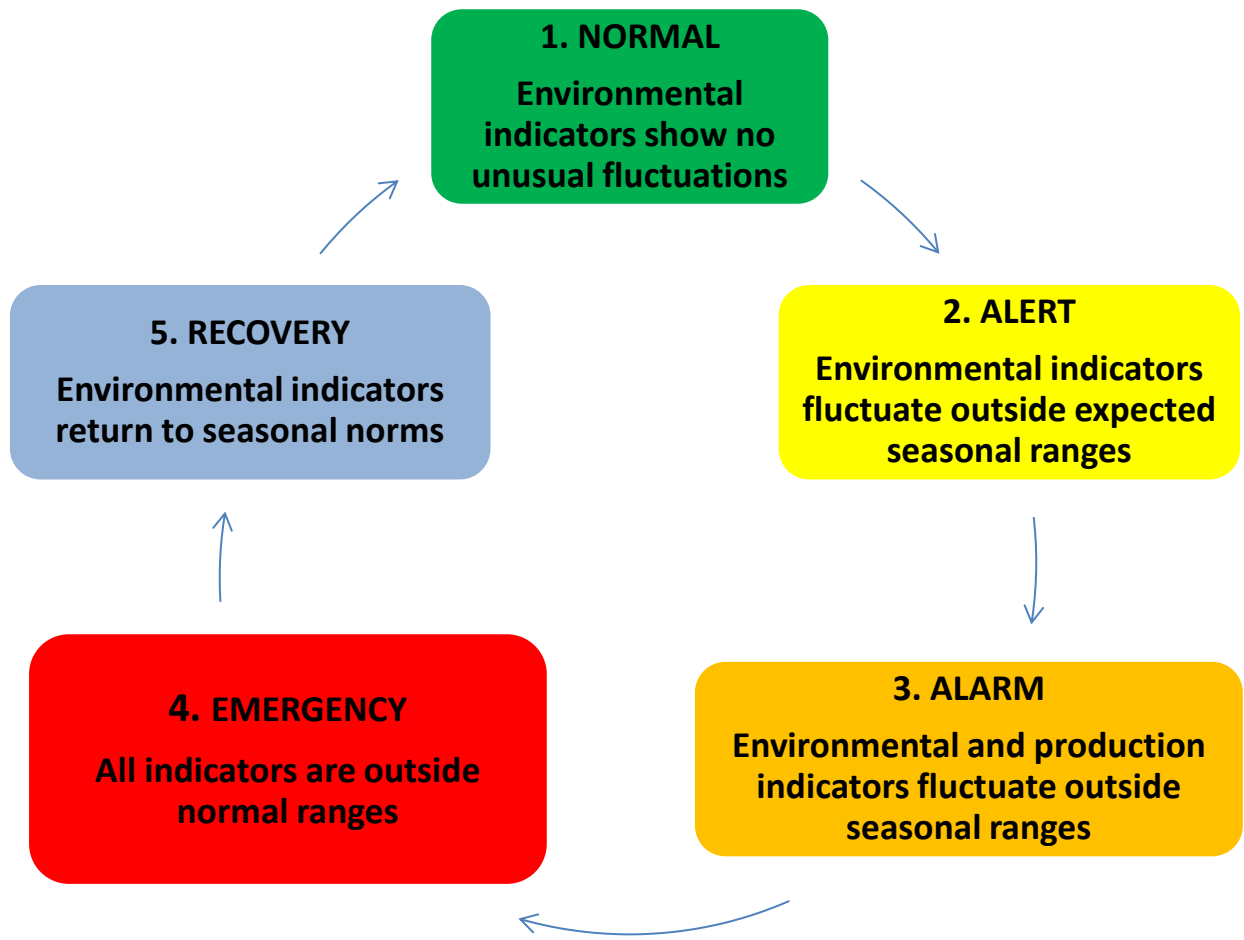 1. NORMAL
Environmental
indicators show no
unusual fluctuations
2. ALERT
Environmental indicators
fluctuate outside expected
seasonal ranges
3. ALARM
Environmental and production
indicators fluctuate outside
seasonal ranges
4. EMERGENCY
All indicators are outside
normal ranges
5. RECOVERY
Environmental indicators
return to seasonal norms